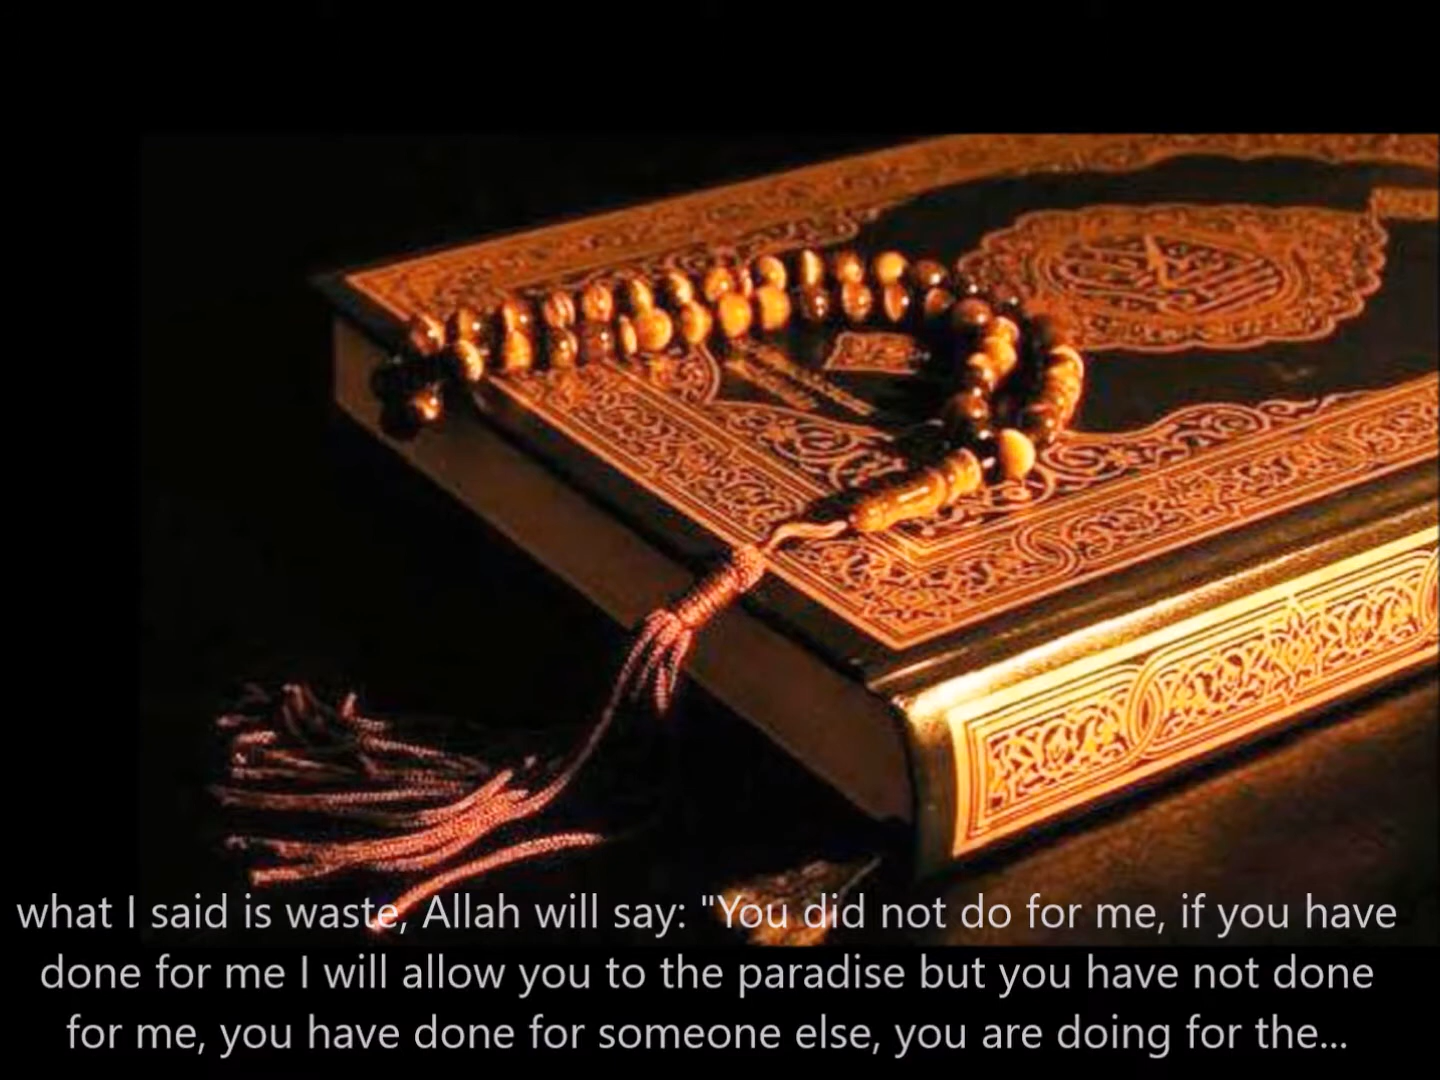 what I said is waste, Allah will say: "You did not do for me, if you have
done for me I will allow you to the paradise but you have not done
for me, you have done for someone else, you are doing for the...